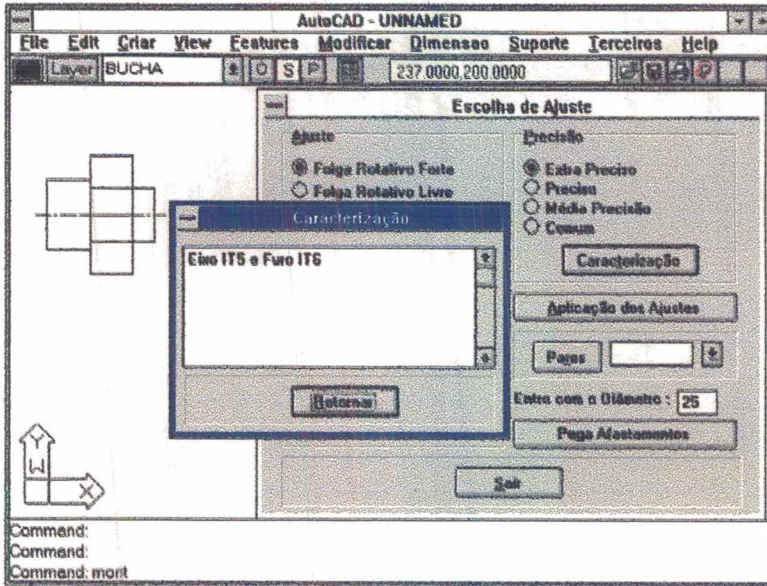 AutoCAD - UNNAMED
File Edit Criar View Features Modificar Dimensao Suporte Terceiros Help
Layer BUCHA O S P 237.0000,200.0000
Escolha de Ajuste
Ajuste
Folga Rotativo Forte
Folga Rotativo Livre
Precisão
Extra Preciso
Preciso
Média Precisão
Comum
Caracterização
Aplicação dos Ajustes
Pares
Entre com o Diâmetro : 25
Pega Afastamentos
Sair
Caracterização
Eixo IT5 e Furo IT6
Retornar
Y
W
X
Command:
Command:
Command: mont